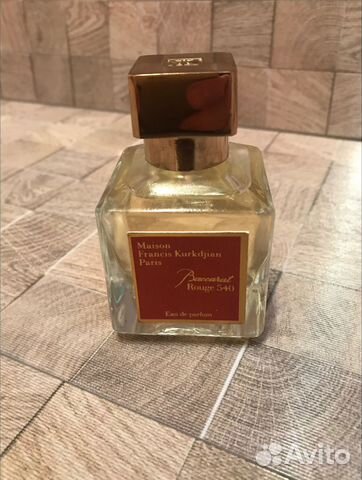 Maison
Francis Kurkdjian
Paris
Baccarat
Rouge 540
Eau de parfum
Avito